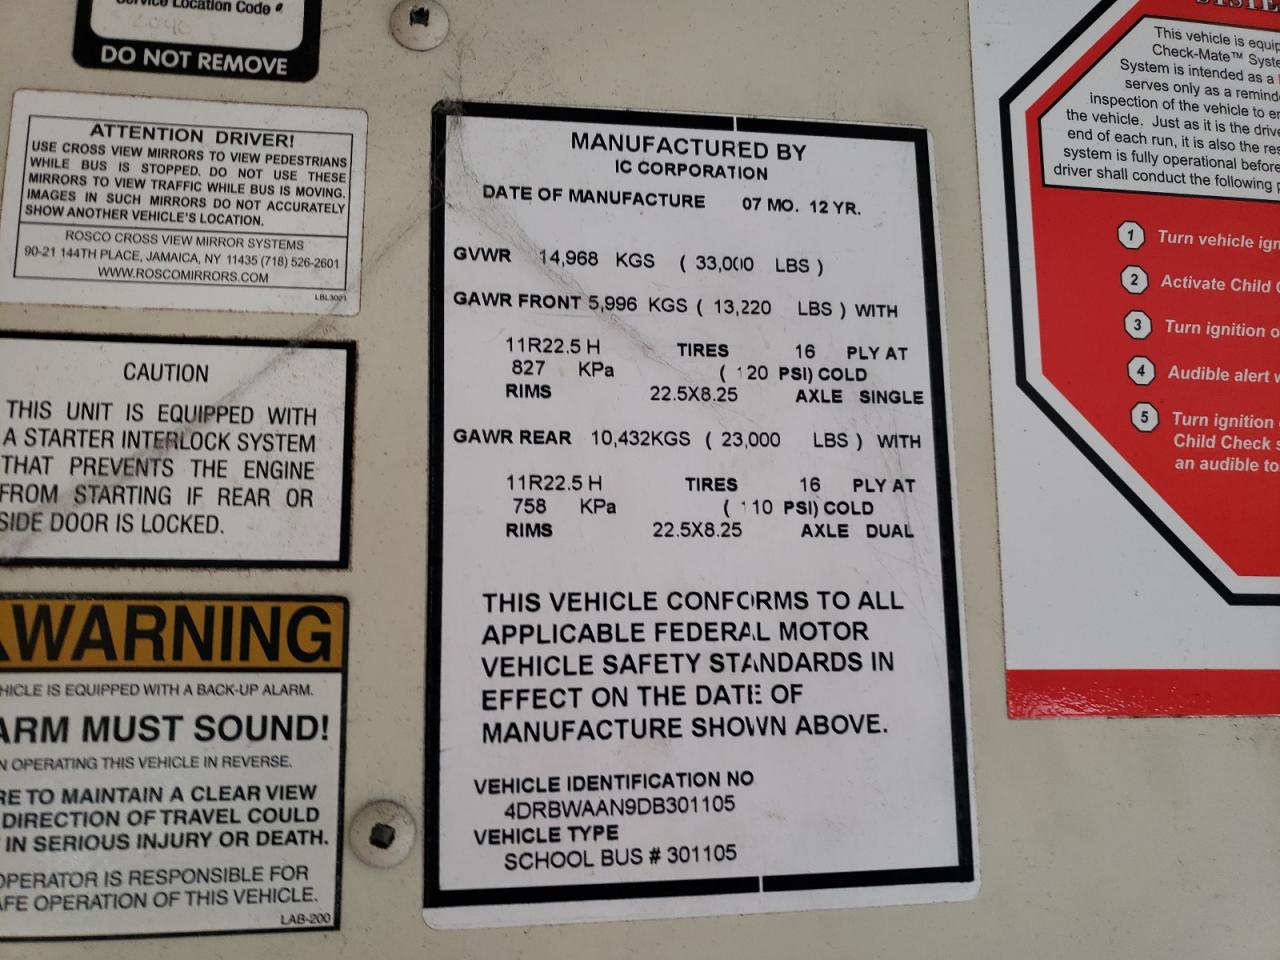 Service Location Code #
DO NOT REMOVE
ATTENTION DRIVER!
USE CROSS VIEW MIRRORS TO VIEW PEDESTRIANS
WHILE BUS IS STOPPED. DO NOT USE THESE
MIRRORS TO VIEW TRAFFIC WHILE BUS IS MOVING.
IMAGES IN SUCH MIRRORS DO NOT ACCURATELY
SHOW ANOTHER VEHICLE'S LOCATION.
ROSCO CROSS VIEW MIRROR SYSTEMS
90-21 144TH PLACE, JAMAICA, NY 11435 (718) 526-2601
WWW.ROSCOMIRRORS.COM
LBL3001
CAUTION
THIS UNIT IS EQUIPPED WITH
A STARTER INTERLOCK SYSTEM
THAT PREVENTS THE ENGINE
FROM STARTING IF REAR OR
SIDE DOOR IS LOCKED.
WARNING
HICLE IS EQUIPPED WITH A BACK-UP ALARM.
ARM MUST SOUND!
N OPERATING THIS VEHICLE IN REVERSE.
RE TO MAINTAIN A CLEAR VIEW
DIRECTION OF TRAVEL COULD
IN SERIOUS INJURY OR DEATH.
OPERATOR IS RESPONSIBLE FOR
AFE OPERATION OF THIS VEHICLE.
LAB-200
MANUFACTURED BY
IC CORPORATION
DATE OF MANUFACTURE 07 MO. 12 YR.
GVWR 14,968 KGS ( 33,000 LBS )
GAWR FRONT 5,996 KGS ( 13,220 LBS ) WITH
11R22.5 H TIRES 16 PLY AT
827 KPa ( 120 PSI) COLD
RIMS 22.5X8.25 AXLE SINGLE
GAWR REAR 10,432KGS ( 23,000 LBS ) WITH
11R22.5 H TIRES 16 PLY AT
758 KPa ( 110 PSI) COLD
RIMS 22.5X8.25 AXLE DUAL
THIS VEHICLE CONFORMS TO ALL
APPLICABLE FEDERAL MOTOR
VEHICLE SAFETY STANDARDS IN
EFFECT ON THE DATE OF
MANUFACTURE SHOWN ABOVE.
VEHICLE IDENTIFICATION NO
4DRBWAAN9DB301105
VEHICLE TYPE
SCHOOL BUS # 301105
This vehicle is equip
Check-Mate™ Syste
System is intended as a
serves only as a reminde
inspection of the vehicle to en
the vehicle. Just as it is the drive
end of each run, it is also the res
system is fully operational before
driver shall conduct the following p
1 Turn vehicle ign
2 Activate Child C
3 Turn ignition o
4 Audible alert w
5 Turn ignition
Child Check s
an audible to